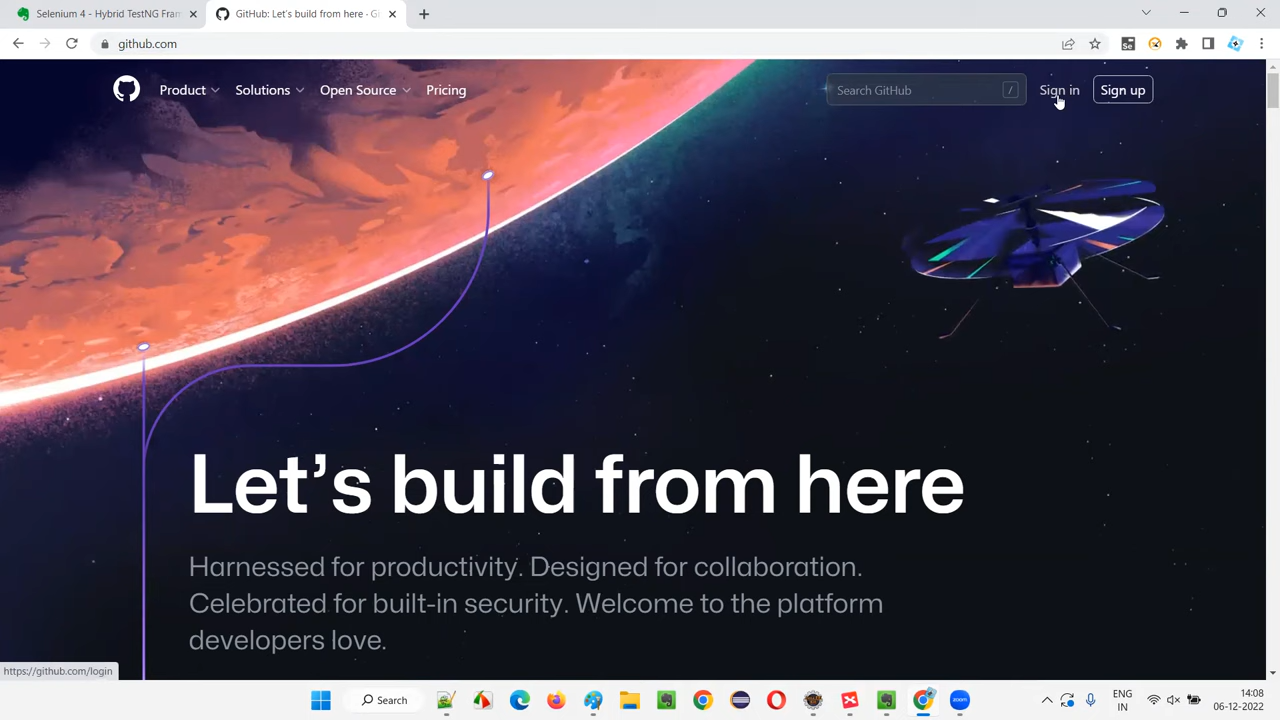 Selenium 4 - Hybrid TestNG Fram
GitHub: Let's build from here · G
github.com
Product
Solutions
Open Source
Pricing
Search GitHub
/
Sign in
Sign up
Let's build from here
Harnessed for productivity. Designed for collaboration.
Celebrated for built-in security. Welcome to the platform
developers love.
https://github.com/login
Search
zoom
ENG
IN
14:08
06-12-2022